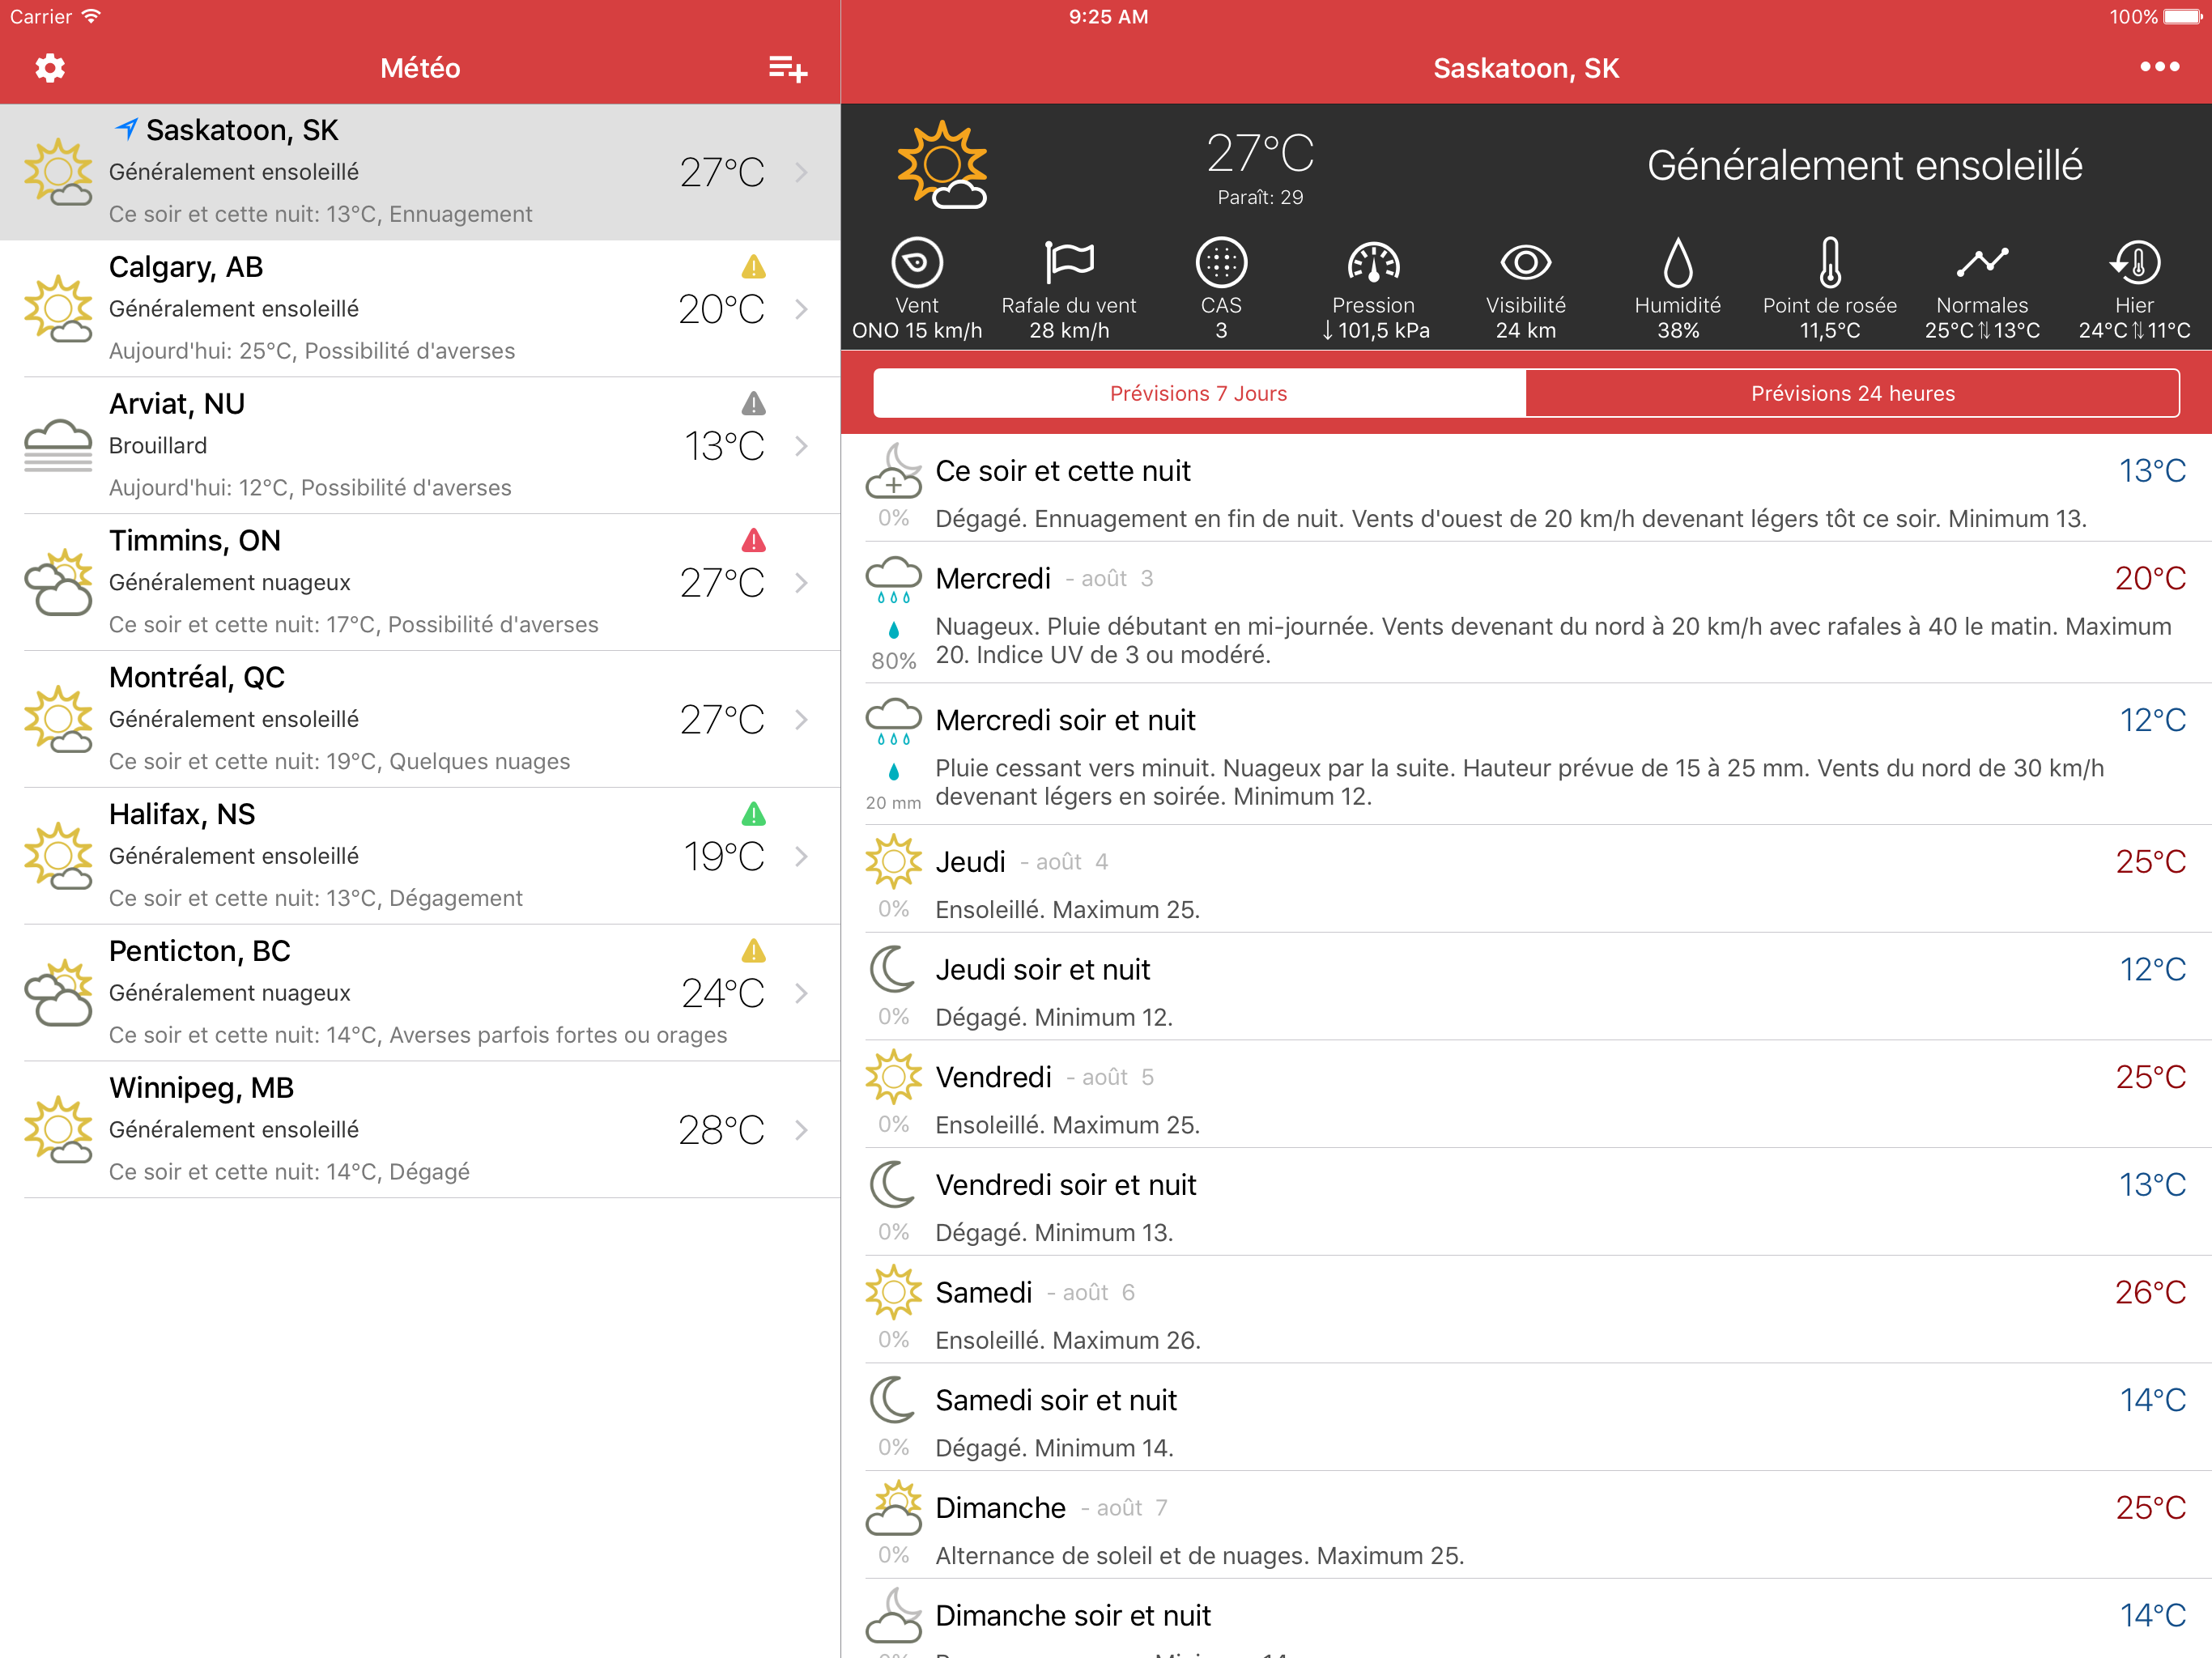 Carrier
9:25 AM
100%
Météo
Saskatoon, SK
Saskatoon, SK
Généralement ensoleillé
27°C
Ce soir et cette nuit: 13°C, Ennuagement
Calgary, AB
Généralement ensoleillé
20°C
Aujourd'hui: 25°C, Possibilité d'averses
Arviat, NU
Brouillard
13°C
Aujourd'hui: 12°C, Possibilité d'averses
Timmins, ON
Généralement nuageux
27°C
Ce soir et cette nuit: 17°C, Possibilité d'averses
Montréal, QC
Généralement ensoleillé
27°C
Ce soir et cette nuit: 19°C, Quelques nuages
Halifax, NS
Généralement ensoleillé
19°C
Ce soir et cette nuit: 13°C, Dégagement
Penticton, BC
Généralement nuageux
24°C
Ce soir et cette nuit: 14°C, Averses parfois fortes ou orages
Winnipeg, MB
Généralement ensoleillé
28°C
Ce soir et cette nuit: 14°C, Dégagé
27°C
Paraît: 29
Généralement ensoleillé
Vent
ONO 15 km/h
Rafale du vent
28 km/h
CAS
3
Pression
↓ 101,5 kPa
Visibilité
24 km
Humidité
38%
Point de rosée
11,5°C
Normales
25°C⇅13°C
Hier
24°C⇅11°C
Prévisions 7 Jours
Prévisions 24 heures
Ce soir et cette nuit
13°C
0%
Dégagé. Ennuagement en fin de nuit. Vents d'ouest de 20 km/h devenant légers tôt ce soir. Minimum 13.
Mercredi - août 3
20°C
80%
Nuageux. Pluie débutant en mi-journée. Vents devenant du nord à 20 km/h avec rafales à 40 le matin. Maximum
20. Indice UV de 3 ou modéré.
Mercredi soir et nuit
12°C
20 mm
Pluie cessant vers minuit. Nuageux par la suite. Hauteur prévue de 15 à 25 mm. Vents du nord de 30 km/h
devenant légers en soirée. Minimum 12.
Jeudi - août 4
25°C
0%
Ensoleillé. Maximum 25.
Jeudi soir et nuit
12°C
0%
Dégagé. Minimum 12.
Vendredi - août 5
25°C
0%
Ensoleillé. Maximum 25.
Vendredi soir et nuit
13°C
0%
Dégagé. Minimum 13.
Samedi - août 6
26°C
0%
Ensoleillé. Maximum 26.
Samedi soir et nuit
14°C
0%
Dégagé. Minimum 14.
Dimanche - août 7
25°C
0%
Alternance de soleil et de nuages. Maximum 25.
Dimanche soir et nuit
14°C